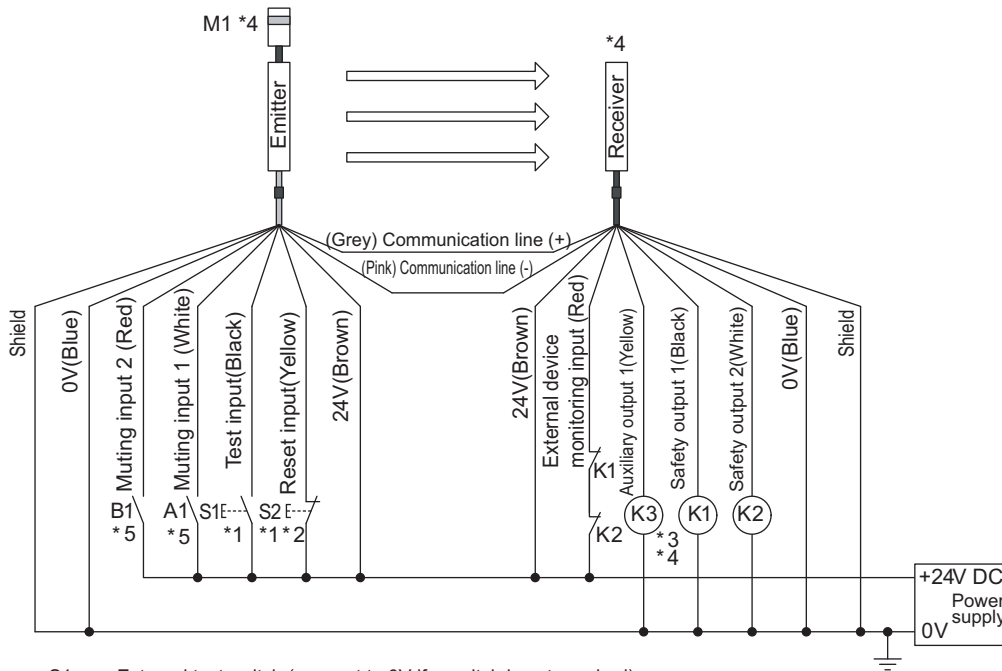 M1 *4
*4
Emitter
Receiver
(Grey) Communication line (+)
(Pink) Communication line (-)
Shield
0V(Blue)
Muting input 2 (Red)
Muting input 1 (White)
Test input(Black)
Reset input(Yellow)
24V(Brown)
24V(Brown)
External device
monitoring input (Red)
Auxiliary output 1(Yellow)
Safety output 1(Black)
Safety output 2(White)
0V(Blue)
Shield
B1
*5
A1
*5
S1
*1
S2
*1 *2
K1
K2
K3
*3
*4
K1
K2
+24V DC
Power
supply
0V